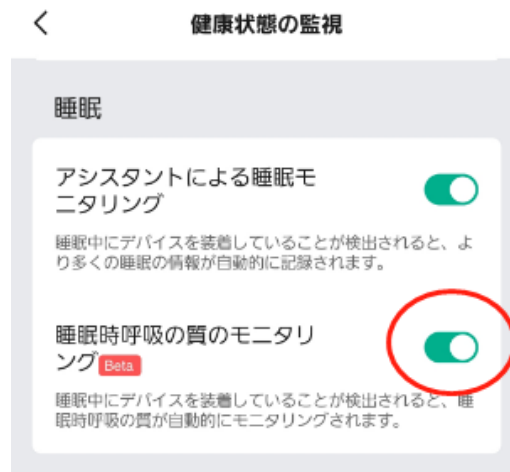 健康状態の監視
睡眠
アシスタントによる睡眠モ
ニタリング
睡眠中にデバイスを装着していることが検出されると、よ
り多くの睡眠の情報が自動的に記録されます。
睡眠時呼吸の質のモニタリ
ング Beta
睡眠中にデバイスを装着していることが検出されると、睡
眠時呼吸の質が自動的にモニタリングされます。